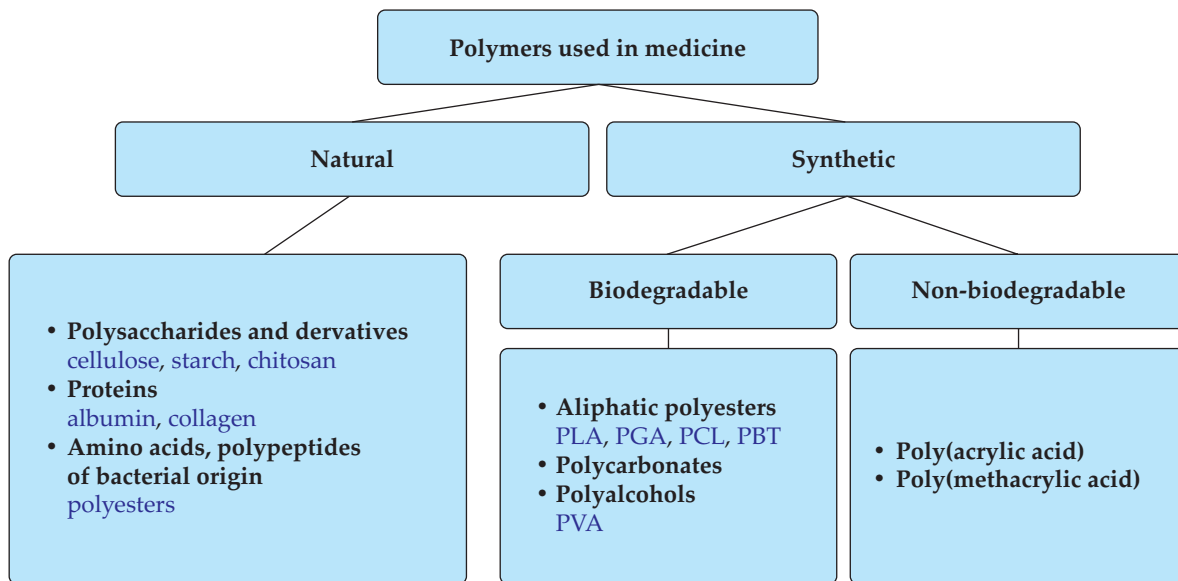 Polymers used in medicine
Natural
Synthetic
• Polysaccharides and dervatives
cellulose, starch, chitosan
• Proteins
albumin, collagen
• Amino acids, polypeptides
of bacterial origin
polyesters
Biodegradable
Non-biodegradable
• Aliphatic polyesters
PLA, PGA, PCL, PBT
• Polycarbonates
• Polyalcohols
PVA
• Poly(acrylic acid)
• Poly(methacrylic acid)